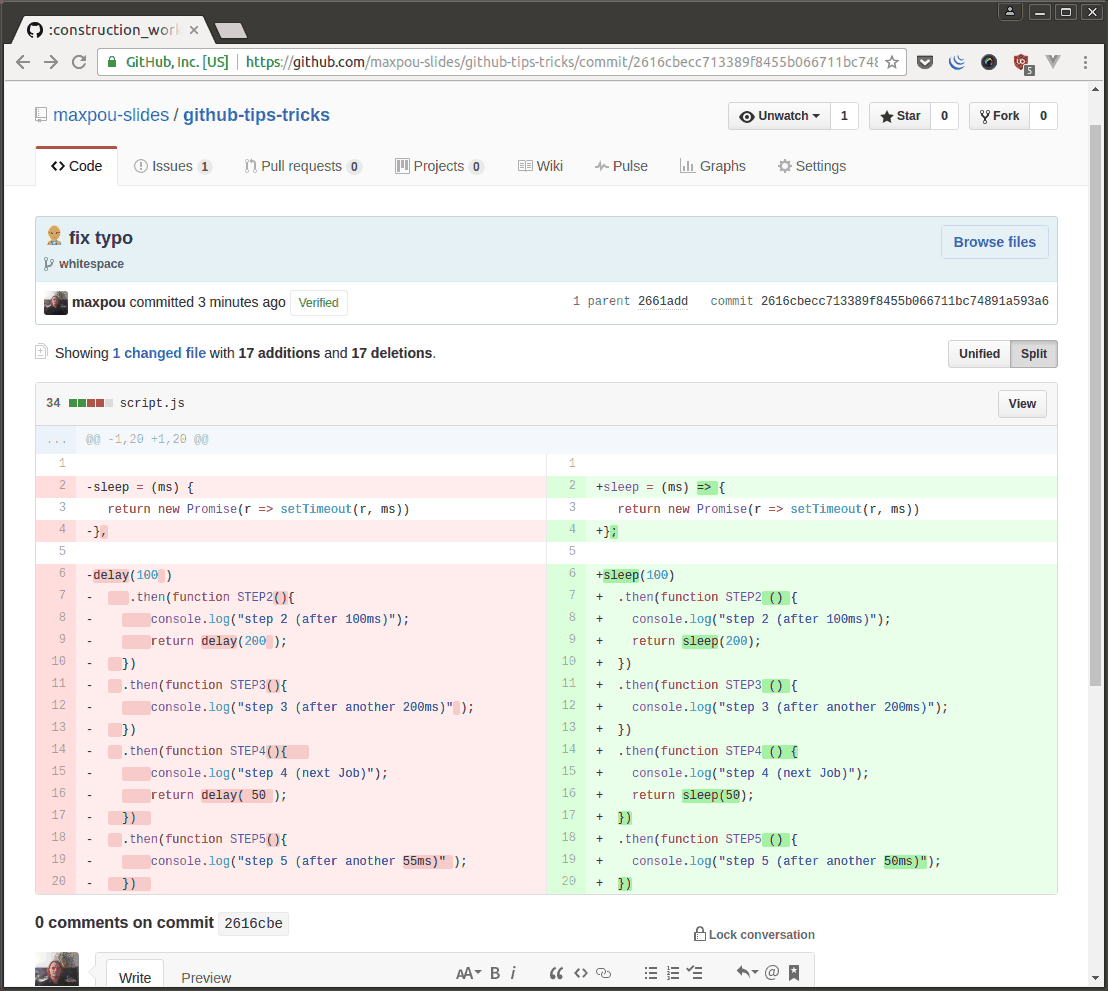 :construction_wor
GitHub, Inc. [US] https://github.com/maxpou-slides/github-tips-tricks/commit/2616cbecc713389f8455b066711bc748
5
maxpou-slides / github-tips-tricks
Unwatch 1 Star 0 Fork 0
Code Issues 1 Pull requests 0 Projects 0 Wiki Pulse Graphs Settings
fix typo
Browse files
whitespace
maxpou committed 3 minutes ago Verified 1 parent 2661add commit 2616cbecc713389f8455b066711bc74891a593a6
Showing 1 changed file with 17 additions and 17 deletions.
Unified Split
34 script.js View
... @@ -1,20 +1,20 @@
1 1
2 -sleep = (ms) { 2 +sleep = (ms) => {
3 return new Promise(r => setTimeout(r, ms)) 3 return new Promise(r => setTimeout(r, ms))
4 -}, 4 +};
5 5
6 -delay(100 ) 6 +sleep(100)
7 - .then(function STEP2(){ 7 + .then(function STEP2 () {
8 - console.log("step 2 (after 100ms)"); 8 + console.log("step 2 (after 100ms)");
9 - return delay(200 ); 9 + return sleep(200);
10 - }) 10 + })
11 - .then(function STEP3(){ 11 + .then(function STEP3 () {
12 - console.log("step 3 (after another 200ms)" ); 12 + console.log("step 3 (after another 200ms)");
13 - }) 13 + })
14 - .then(function STEP4(){ 14 + .then(function STEP4 () {
15 - console.log("step 4 (next Job)"); 15 + console.log("step 4 (next Job)");
16 - return delay( 50 ); 16 + return sleep(50);
17 - }) 17 + })
18 - .then(function STEP5(){ 18 + .then(function STEP5 () {
19 - console.log("step 5 (after another 55ms)" ); 19 + console.log("step 5 (after another 50ms)");
20 - }) 20 + })
0 comments on commit 2616cbe
Lock conversation
Write Preview AA B i